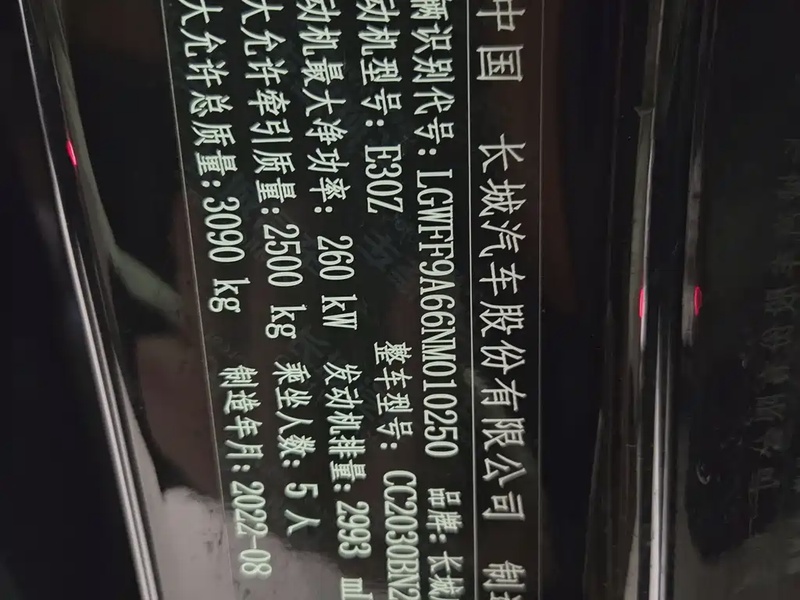 中国 长城汽车股份有限公司 制造
辆识别代号:LGWFF9A66NM010250 品牌:长城
动机型号:E30Z 整车型号:CC2030BN2
动机最大净功率:260 kW 发动机排量:2993 ml
大允许牵引质量:2500 kg 乘坐人数:5人
大允许总质量:3090 kg 制造年月:2022-08